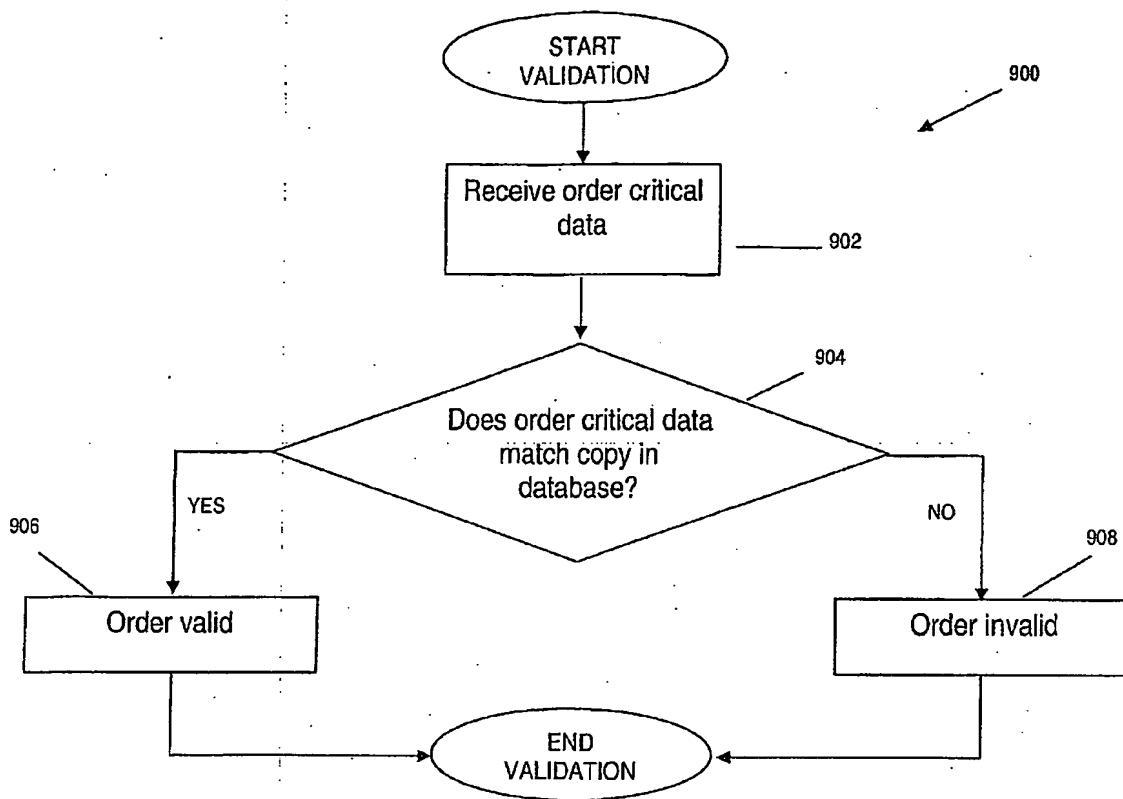 START
VALIDATION
900
Receive order critical
data
902
904
Does order critical data
match copy in
database?
YES
NO
906
908
Order valid
Order invalid
END
VALIDATION